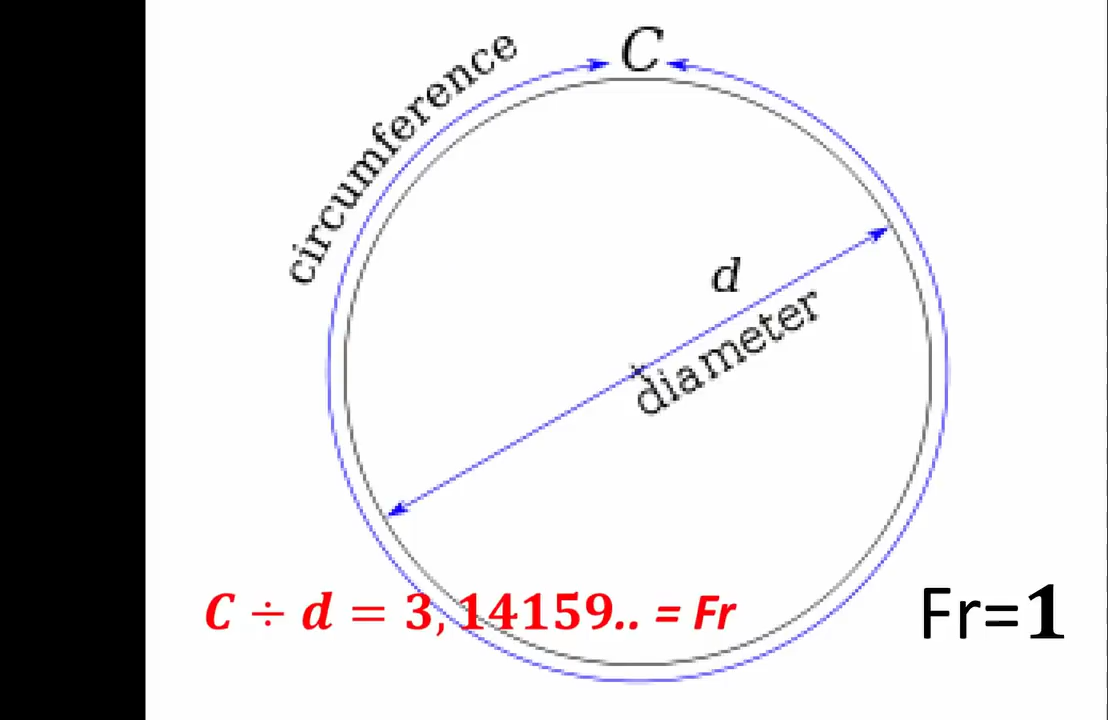 C
circumference
d
diameter
C ÷ d = 3,14159.. = Fr
Fr=1